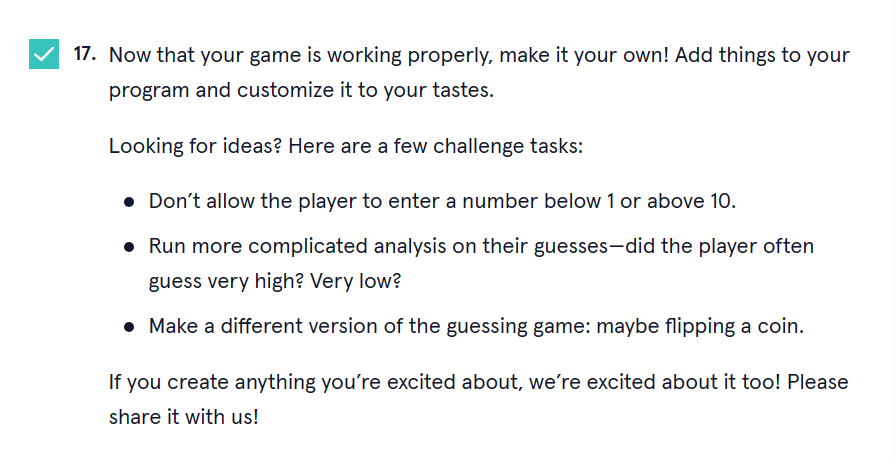 17. Now that your game is working properly, make it your own! Add things to your
program and customize it to your tastes.
Looking for ideas? Here are a few challenge tasks:
● Don’t allow the player to enter a number below 1 or above 10.
● Run more complicated analysis on their guesses—did the player often
guess very high? Very low?
● Make a different version of the guessing game: maybe flipping a coin.
If you create anything you’re excited about, we’re excited about it too! Please
share it with us!